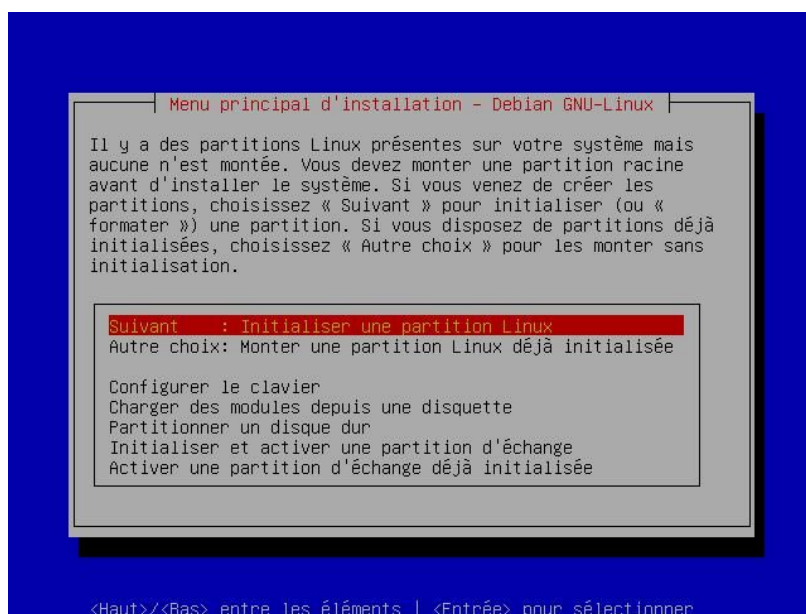 Menu principal d'installation - Debian GNU-Linux
Il y a des partitions Linux présentes sur votre système mais
aucune n'est montée. Vous devez monter une partition racine
avant d'installer le système. Si vous venez de créer les
partitions, choisissez « Suivant » pour initialiser (ou «
formater ») une partition. Si vous disposez de partitions déjà
initialisées, choisissez « Autre choix » pour les monter sans
initialisation.
Suivant : Initialiser une partition Linux
Autre choix: Monter une partition Linux déjà initialisée
Configurer le clavier
Charger des modules depuis une disquette
Partitionner un disque dur
Initialiser et activer une partition d'échange
Activer une partition d'échange déjà initialisée
<Haut>/<Bas> entre les éléments | <Entrée> pour sélectionner